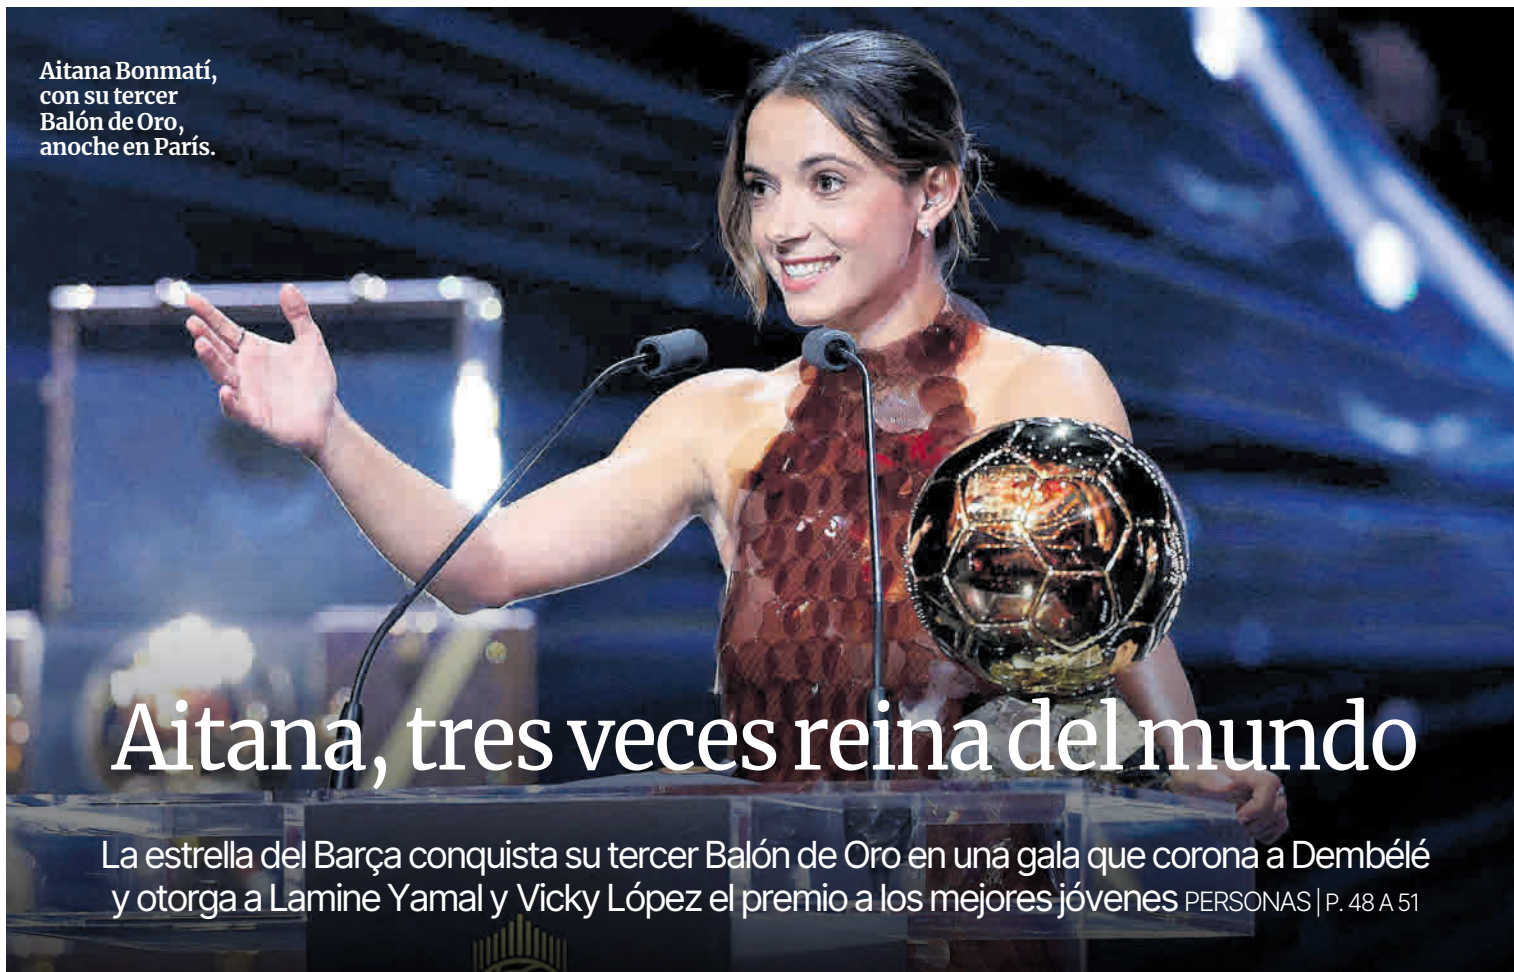 Aitana Bonmatí,
con su tercer
Balón de Oro,
anoche en París.
Aitana, tres veces reina del mundo
La estrella del Barça conquista su tercer Balón de Oro en una gala que corona a Dembélé
y otorga a Lamine Yamal y Vicky López el premio a los mejores jóvenes PERSONAS | P. 48 A 51